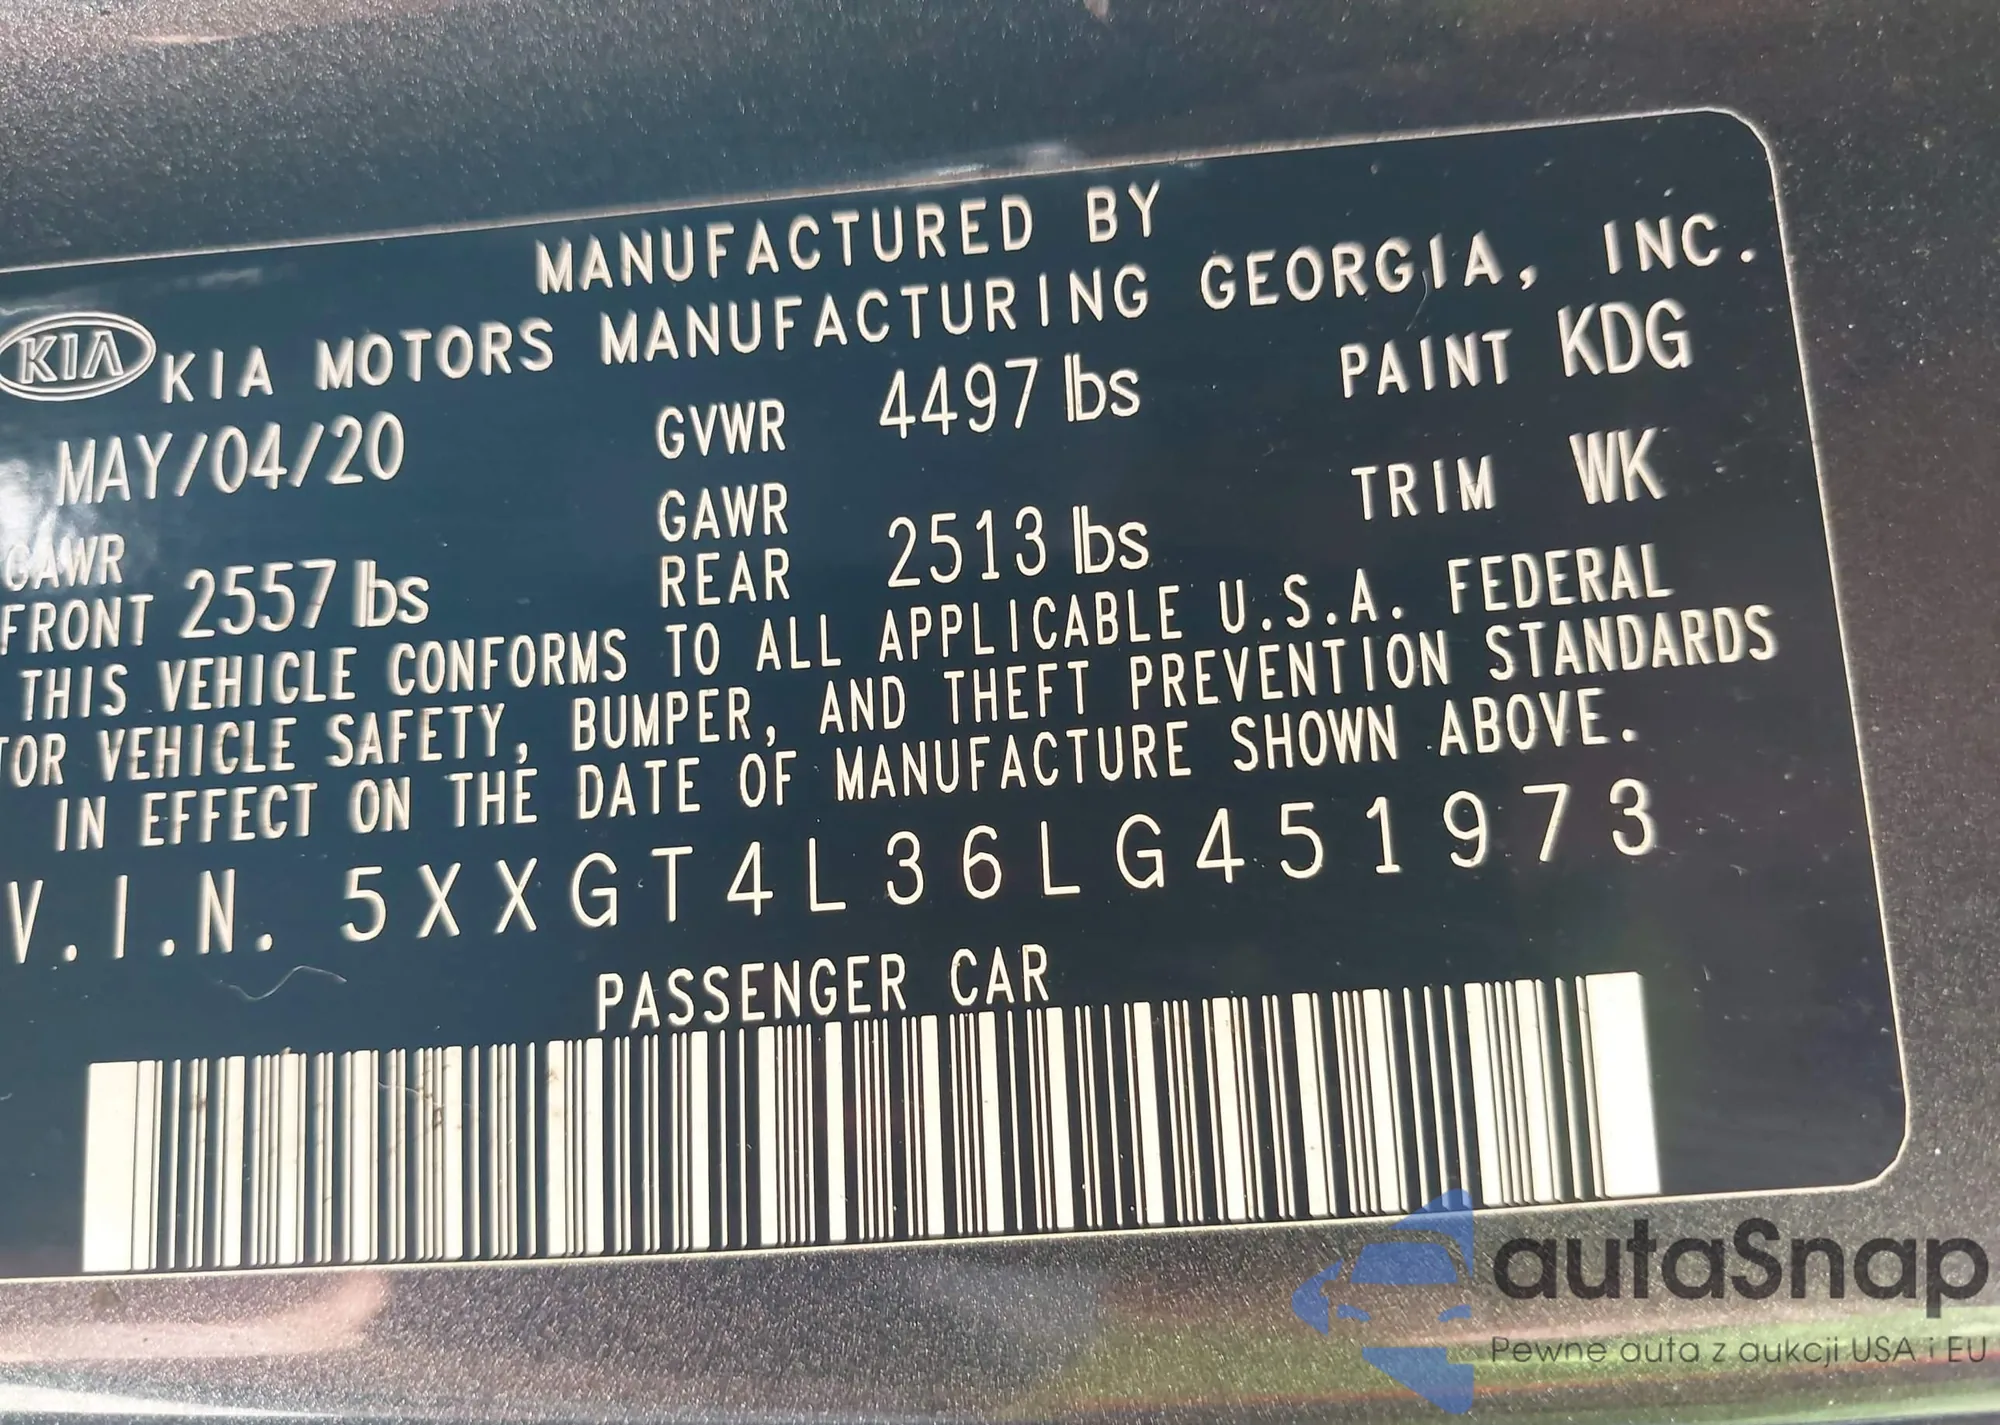 MANUFACTURED BY
KIA KIA MOTORS MANUFACTURING GEORGIA, INC.
MAY/04/20 GVWR 4497 lbs PAINT KDG
GAWR FRONT 2557 lbs GAWR REAR 2513 lbs TRIM WK
THIS VEHICLE CONFORMS TO ALL APPLICABLE U.S.A. FEDERAL
TOR VEHICLE SAFETY, BUMPER, AND THEFT PREVENTION STANDARDS
IN EFFECT ON THE DATE OF MANUFACTURE SHOWN ABOVE.
V.I.N. 5XXGT4L36LG451973
PASSENGER CAR
autaSnap
Pewne auta z aukcji USA i EU